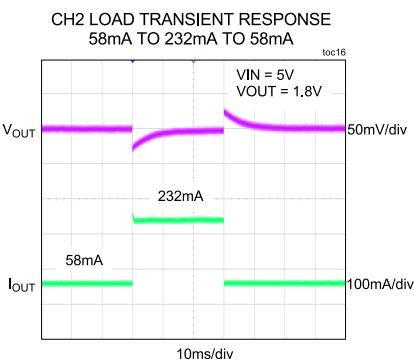 CH2 LOAD TRANSIENT RESPONSE
58mA TO 232mA TO 58mA
toc16
VIN = 5V
VOUT = 1.8V
VOUT
50mV/div
232mA
58mA
IOUT
100mA/div
10ms/div